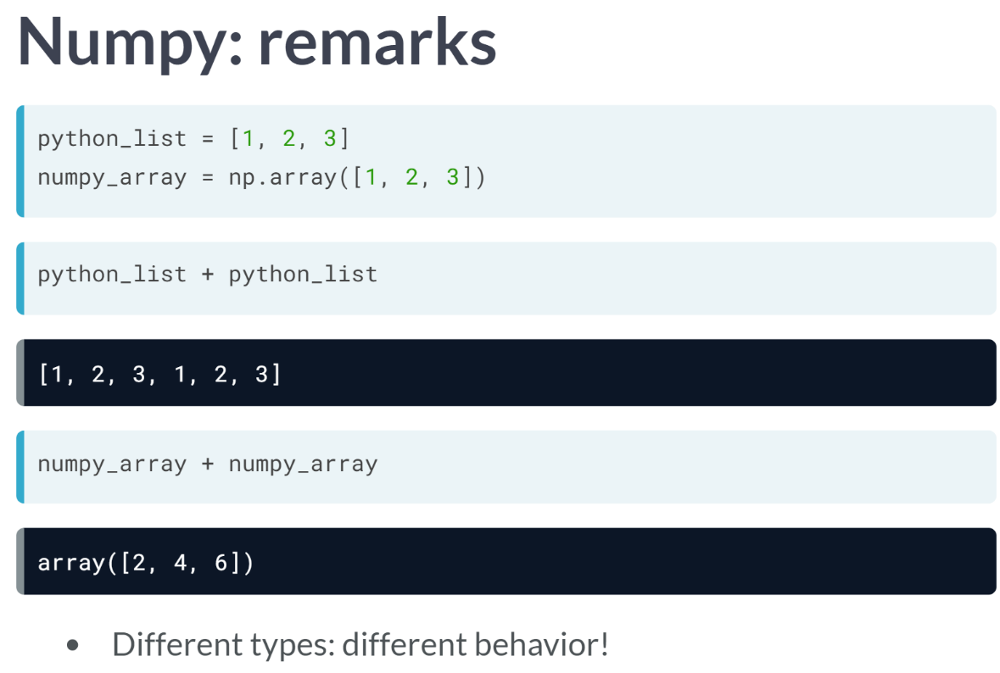 Numpy: remarks
python_list = [1, 2, 3]
numpy_array = np.array([1, 2, 3])
python_list + python_list
[1, 2, 3, 1, 2, 3]
numpy_array + numpy_array
array([2, 4, 6])
• Different types: different behavior!